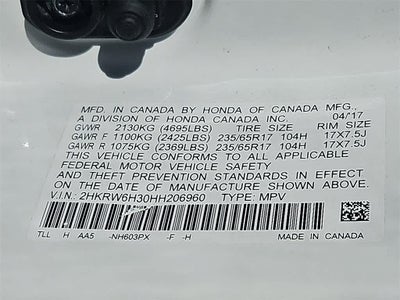 MFD. IN CANADA BY HONDA OF CANADA MFG.,
A DIVISION OF HONDA CANADA INC. 04/17
GVWR 2130KG (4695LBS) TIRE SIZE RIM SIZE
GAWR F 1100KG (2425LBS) 235/65R17 104H 17X7.5J
GAWR R 1075KG (2369LBS) 235/65R17 104H 17X7.5J
THIS VEHICLE CONFORMS TO ALL APPLICABLE
FEDERAL MOTOR VEHICLE SAFETY
AND THEFT PREVENTION STANDARDS IN EFFECT ON
THE DATE OF MANUFACTURE SHOWN ABOVE.
V.I.N.: 2HKRW6H30HH206960 TYPE: MPV
TLL H AA5 -NH603PX -F -H MADE IN CANADA